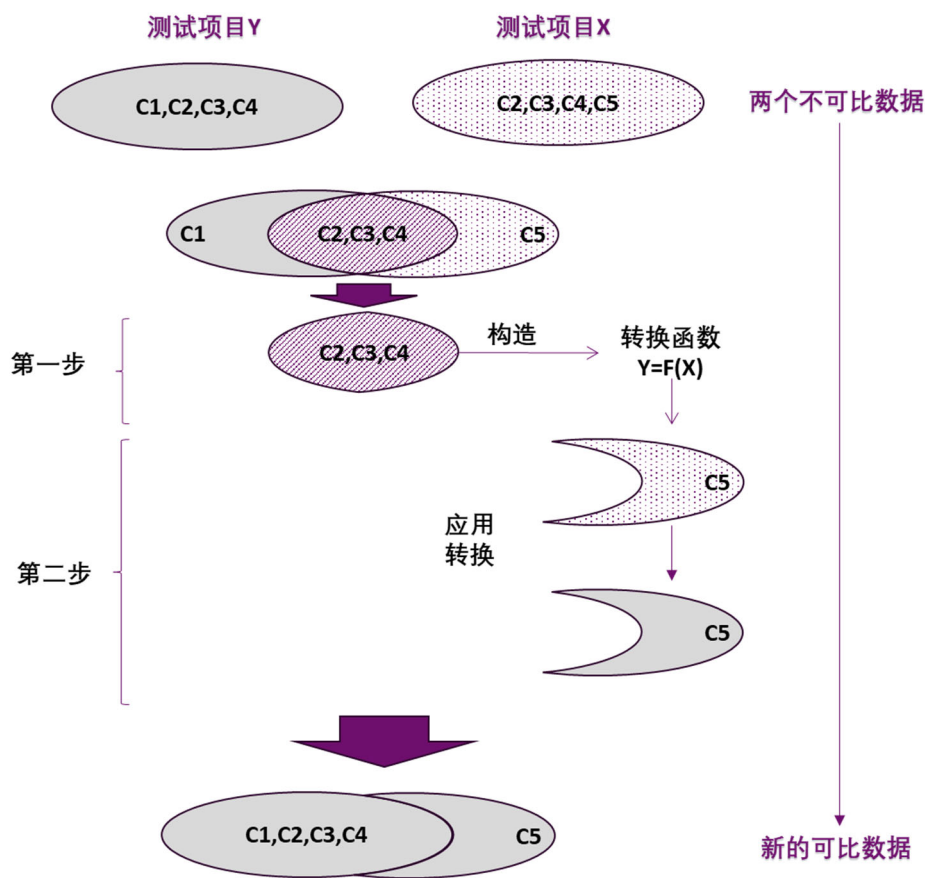 测试项目Y
测试项目X
C1,C2,C3,C4
C2,C3,C4,C5
两个不可比数据
C1
C2,C3,C4
C5
第一步
C2,C3,C4
构造
转换函数
Y=F(X)
第二步
应用
转换
C5
C5
C1,C2,C3,C4
C5
新的可比数据